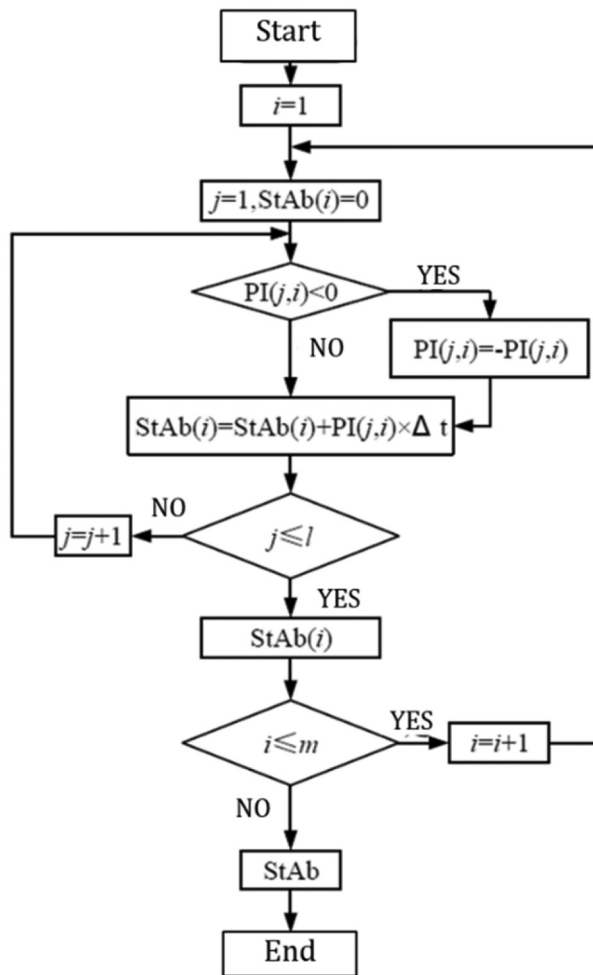 Start
i=1
j=1,StAb(i)=0
PI(j,i)<0
YES
NO
PI(j,i)=-PI(j,i)
StAb(i)=StAb(i)+PI(j,i)×Δ t
j≤l
NO
j=j+1
YES
StAb(i)
i≤m
YES
i=i+1
NO
StAb
End